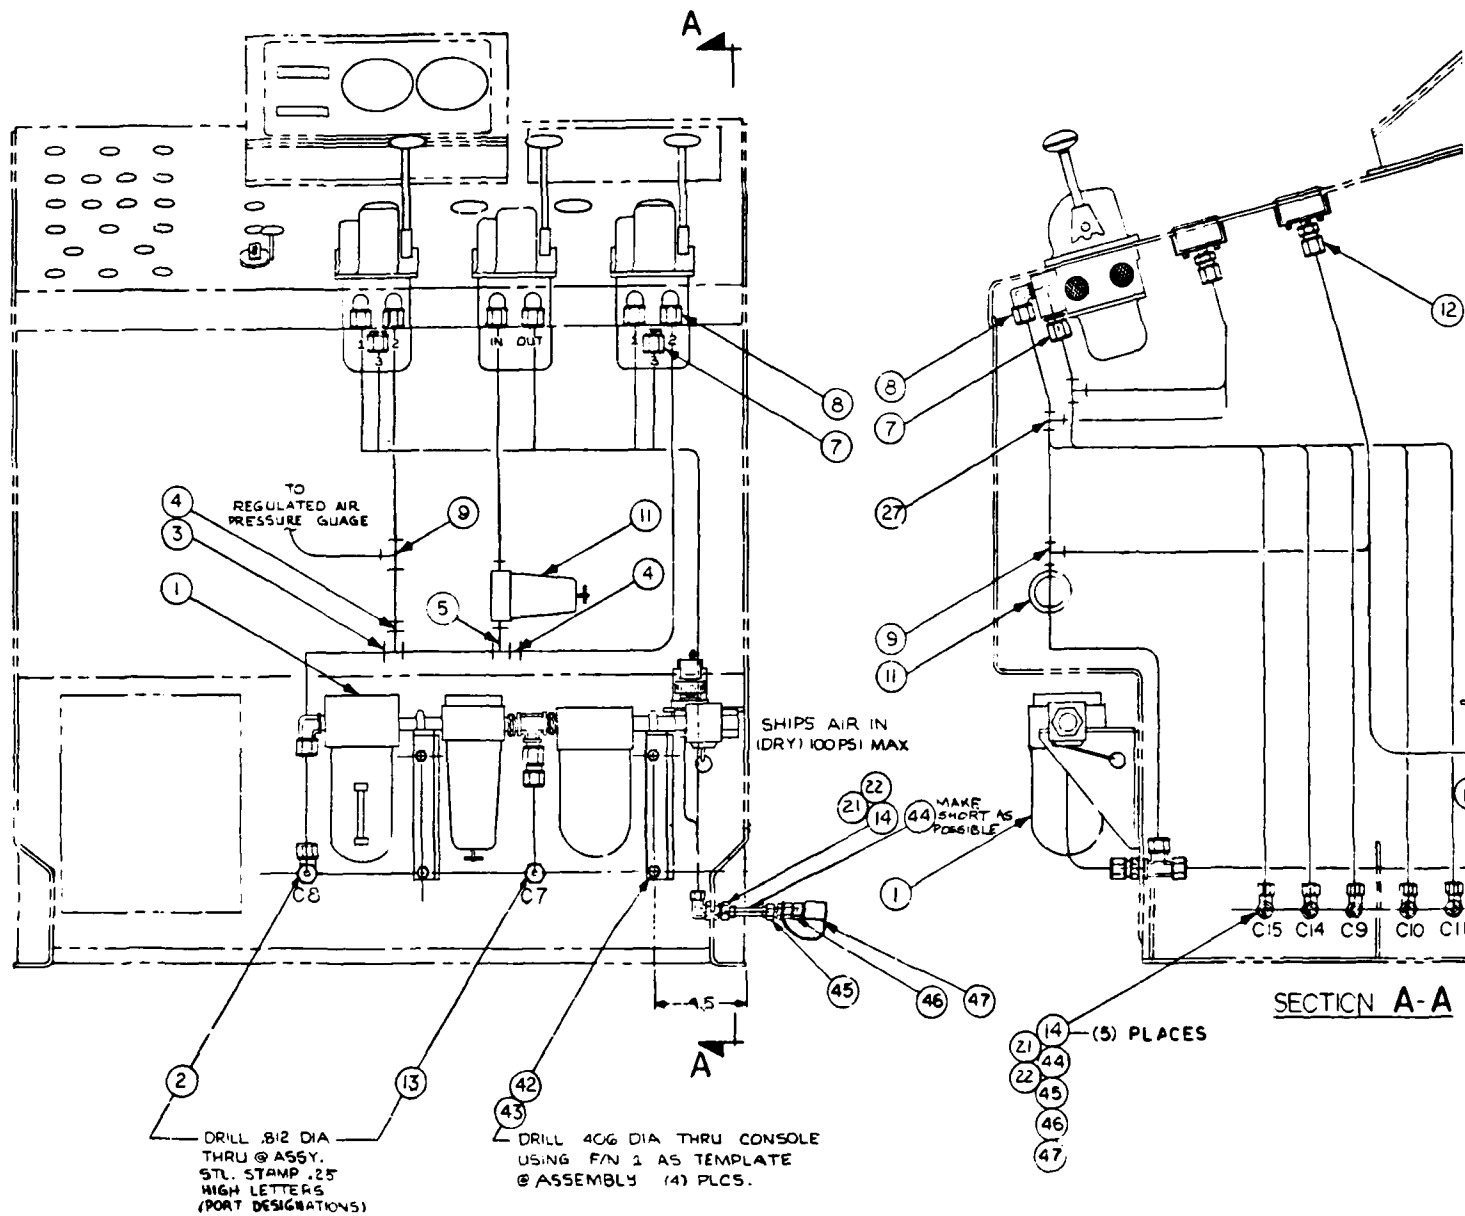 A
1
2
3
IN
OUT
1
2
3
8
7
TO
REGULATED AIR
PRESSURE GUAGE
4
3
9
11
1
5
4
SHIPS AIR IN
(DRY) 100 PSI MAX
22
21
14
44
MAKE
SHORT AS
POSSIBLE
C8
C7
45
46
47
4.5
A
2
13
42
43
DRILL .812 DIA
THRU @ ASSY.
STL. STAMP .25
HIGH LETTERS
(PORT DESIGNATIONS)
DRILL .406 DIA THRU CONSOLE
USING F/N 1 AS TEMPLATE
@ ASSEMBLY (4) PLCS.
12
8
7
27
9
11
1
C15
C14
C9
C10
SECTION A-A
14
(5) PLACES
21
44
22
45
46
47